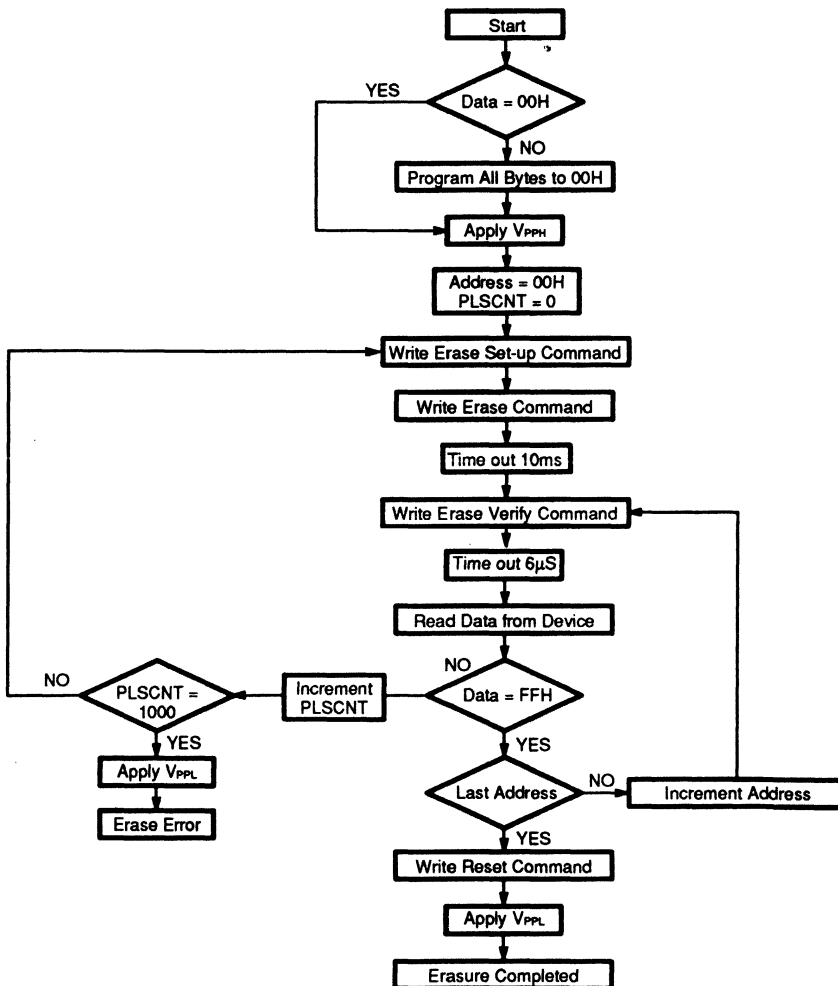 Start
YES
Data = 00H
NO
Program All Bytes to 00H
Apply VPPH
Address = 00H
PLSCNT = 0
Write Erase Set-up Command
Write Erase Command
Time out 10ms
Write Erase Verify Command
Time out 6µS
Read Data from Device
NO
PLSCNT =
1000
Increment
PLSCNT
NO
Data = FFH
YES
Apply VPPL
Erase Error
YES
Last Address
NO
Increment Address
YES
Write Reset Command
Apply VPPL
Erasure Completed